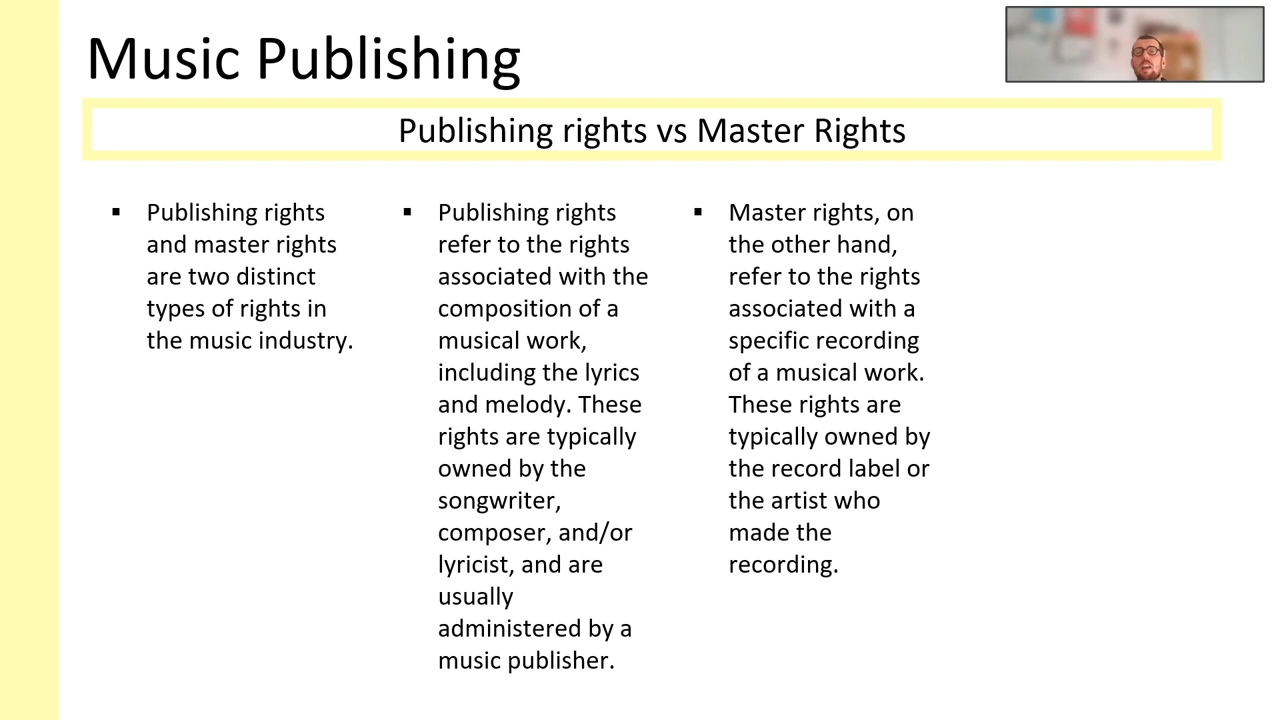 Music Publishing
Publishing rights vs Master Rights
▪ Publishing rights
and master rights
are two distinct
types of rights in
the music industry.
▪ Publishing rights
refer to the rights
associated with the
composition of a
musical work,
including the lyrics
and melody. These
rights are typically
owned by the
songwriter,
composer, and/or
lyricist, and are
usually
administered by a
music publisher.
▪ Master rights, on
the other hand,
refer to the rights
associated with a
specific recording
of a musical work.
These rights are
typically owned by
the record label or
the artist who
made the
recording.